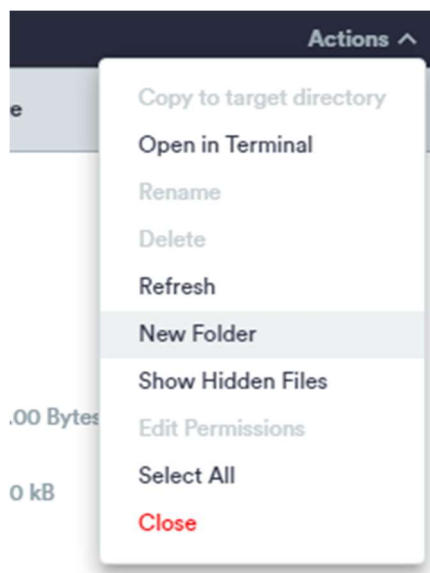 Actions
e
Copy to target directory
Open in Terminal
Rename
Delete
Refresh
New Folder
Show Hidden Files
.00 Bytes
Edit Permissions
Select All
0 kB
Close